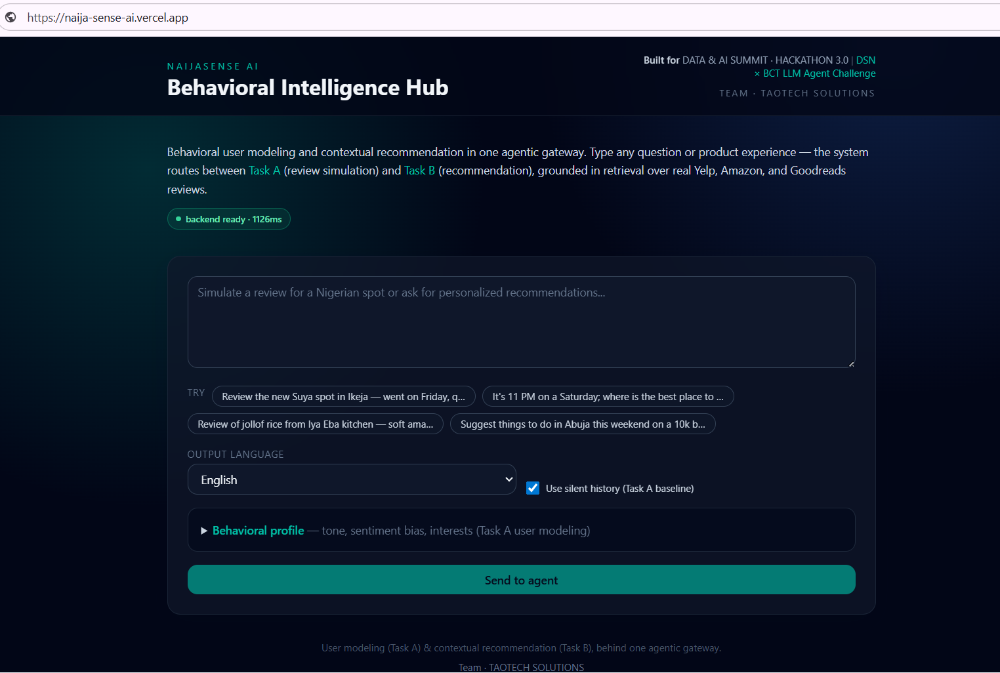 https://naija-sense-ai.vercel.app
NAIJASENSE AI
Behavioral Intelligence Hub
Built for DATA & AI SUMMIT · HACKATHON 3.0 | DSN
× BCT LLM Agent Challenge
TEAM · TAOTECH SOLUTIONS
Behavioral user modeling and contextual recommendation in one agentic gateway. Type any question or product experience — the system
routes between Task A (review simulation) and Task B (recommendation), grounded in retrieval over real Yelp, Amazon, and Goodreads
reviews.
backend ready · 1126ms
Simulate a review for a Nigerian spot or ask for personalized recommendations...
TRY
Review the new Suya spot in Ikeja — went on Friday, q...
It's 11 PM on a Saturday; where is the best place to ...
Review of jollof rice from Iya Eba kitchen — soft ama...
Suggest things to do in Abuja this weekend on a 10k b...
OUTPUT LANGUAGE
English
Use silent history (Task A baseline)
Behavioral profile — tone, sentiment bias, interests (Task A user modeling)
Send to agent
User modeling (Task A) & contextual recommendation (Task B), behind one agentic gateway.
Team · TAOTECH SOLUTIONS